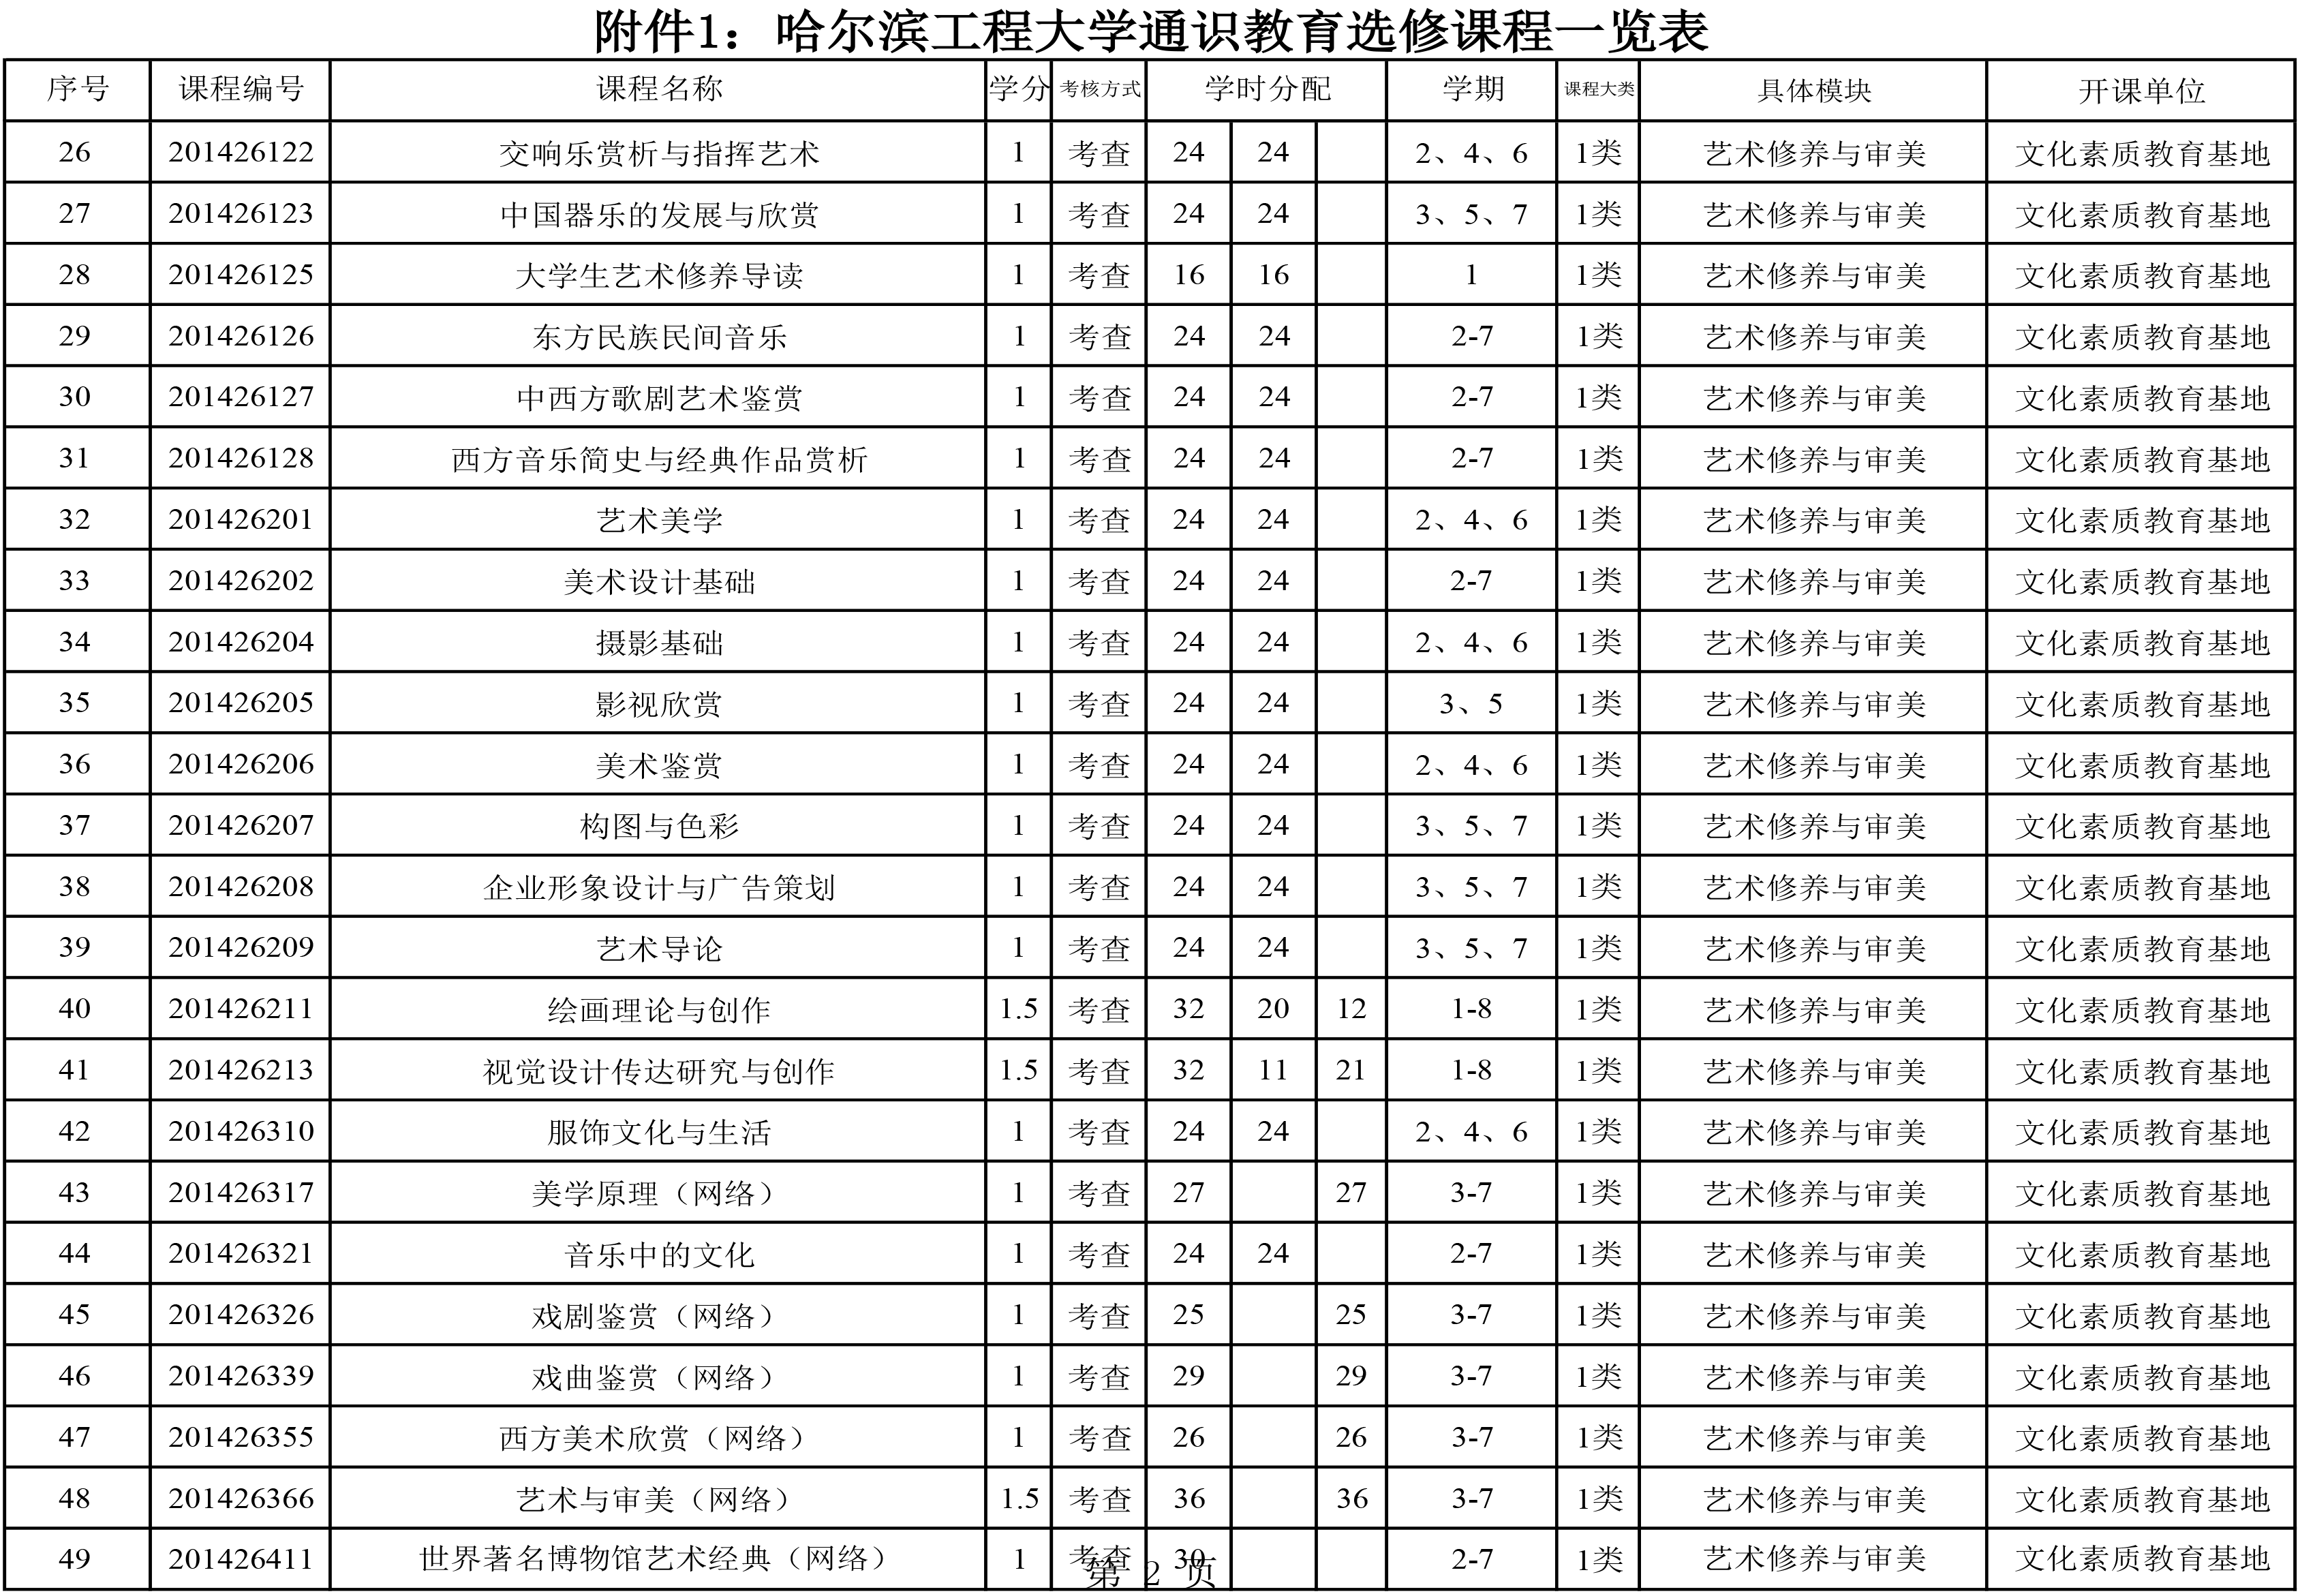 附件1：哈尔滨工程大学通识教育选修课程一览表
序号 课程编号 课程名称 学分 考核方式 学时分配 学期 课程大类 具体模块 开课单位
26 201426122 交响乐赏析与指挥艺术 1 考查 24 24 2、4、6 1类 艺术修养与审美 文化素质教育基地
27 201426123 中国器乐的发展与欣赏 1 考查 24 24 3、5、7 1类 艺术修养与审美 文化素质教育基地
28 201426125 大学生艺术修养导读 1 考查 16 16 1 1类 艺术修养与审美 文化素质教育基地
29 201426126 东方民族民间音乐 1 考查 24 24 2-7 1类 艺术修养与审美 文化素质教育基地
30 201426127 中西方歌剧艺术鉴赏 1 考查 24 24 2-7 1类 艺术修养与审美 文化素质教育基地
31 201426128 西方音乐简史与经典作品赏析 1 考查 24 24 2-7 1类 艺术修养与审美 文化素质教育基地
32 201426201 艺术美学 1 考查 24 24 2、4、6 1类 艺术修养与审美 文化素质教育基地
33 201426202 美术设计基础 1 考查 24 24 2-7 1类 艺术修养与审美 文化素质教育基地
34 201426204 摄影基础 1 考查 24 24 2、4、6 1类 艺术修养与审美 文化素质教育基地
35 201426205 影视欣赏 1 考查 24 24 3、5 1类 艺术修养与审美 文化素质教育基地
36 201426206 美术鉴赏 1 考查 24 24 2、4、6 1类 艺术修养与审美 文化素质教育基地
37 201426207 构图与色彩 1 考查 24 24 3、5、7 1类 艺术修养与审美 文化素质教育基地
38 201426208 企业形象设计与广告策划 1 考查 24 24 3、5、7 1类 艺术修养与审美 文化素质教育基地
39 201426209 艺术导论 1 考查 24 24 3、5、7 1类 艺术修养与审美 文化素质教育基地
40 201426211 绘画理论与创作 1.5 考查 32 20 12 1-8 1类 艺术修养与审美 文化素质教育基地
41 201426213 视觉设计传达研究与创作 1.5 考查 32 11 21 1-8 1类 艺术修养与审美 文化素质教育基地
42 201426310 服饰文化与生活 1 考查 24 24 2、4、6 1类 艺术修养与审美 文化素质教育基地
43 201426317 美学原理（网络） 1 考查 27 27 3-7 1类 艺术修养与审美 文化素质教育基地
44 201426321 音乐中的文化 1 考查 24 24 2-7 1类 艺术修养与审美 文化素质教育基地
45 201426326 戏剧鉴赏（网络） 1 考查 25 25 3-7 1类 艺术修养与审美 文化素质教育基地
46 201426339 戏曲鉴赏（网络） 1 考查 29 29 3-7 1类 艺术修养与审美 文化素质教育基地
47 201426355 西方美术欣赏（网络） 1 考查 26 26 3-7 1类 艺术修养与审美 文化素质教育基地
48 201426366 艺术与审美（网络） 1.5 考查 36 36 3-7 1类 艺术修养与审美 文化素质教育基地
49 201426411 世界著名博物馆艺术经典（网络） 1 考查 30 2-7 1类 艺术修养与审美 文化素质教育基地
第 2 页